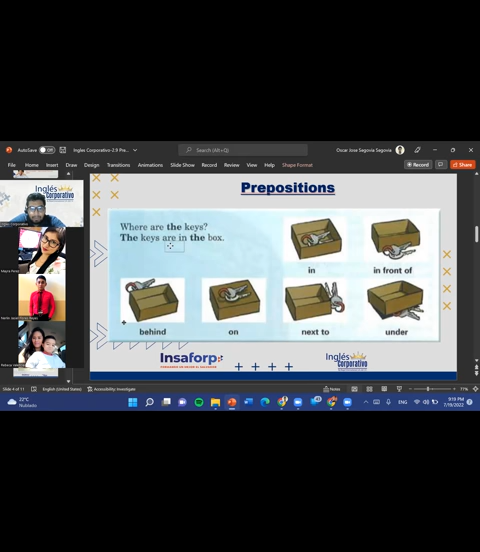 AutoSave
Off
Ingles Corporativo-2.9 Pre...
Search (Alt+Q)
Oscar Jose Segovia Segovia
File Home Insert Draw Design Transitions Animations Slide Show Record Review View Help Shape Format
Record
Share
Inglés
Corporativo
Prepositions
Where are the keys?
The keys are in the box.
in
in front of
behind
on
next to
under
Insaforp
Inglés
Corporativo
Slide 4 of 11
English (United States)
Accessibility: Investigate
Notes
77%
22°C
Nublado
ENG
9:19 PM
7/19/2022